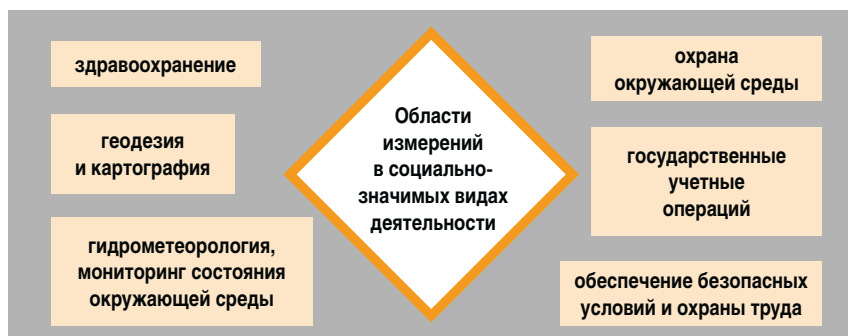 здравоохранение
геодезия
и картография
гидрометеорология,
мониторинг состояния
окружающей среды
Области
измерений
в социально-
значимых видах
деятельности
охрана
окружающей среды
государственные
учетные
операций
обеспечение безопасных
условий и охраны труда